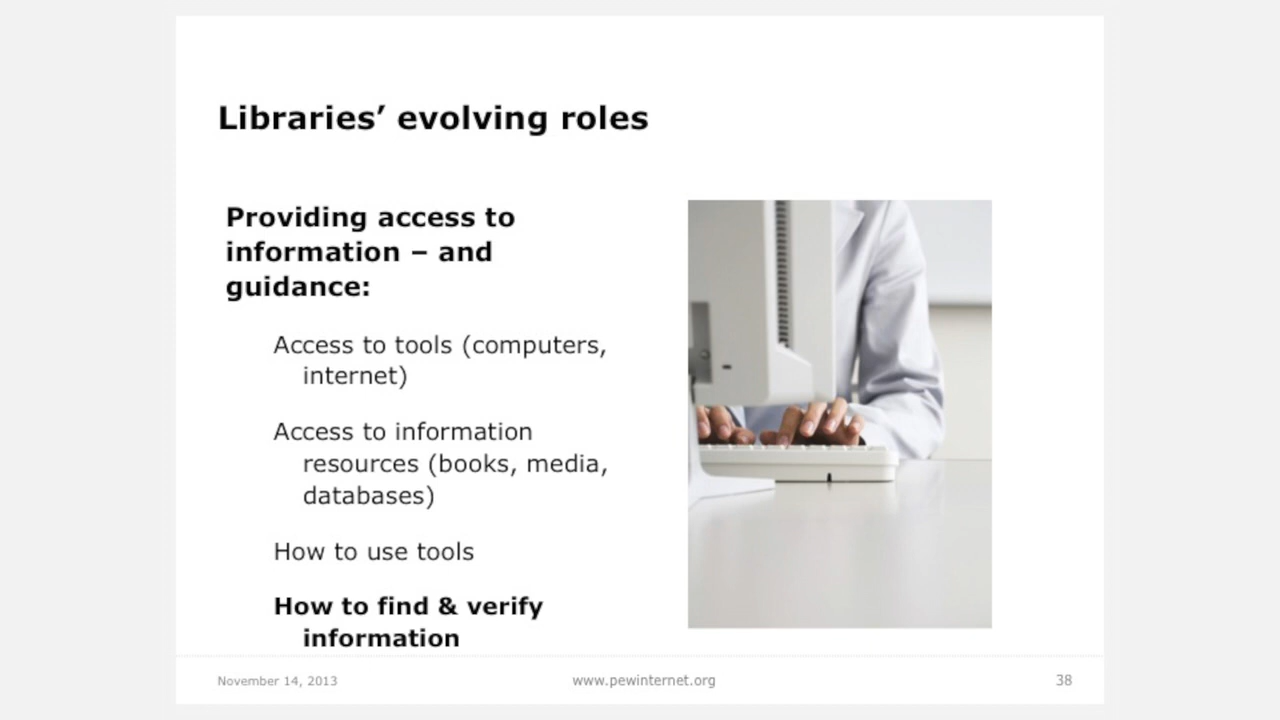 Libraries’ evolving roles
Providing access to
information – and
guidance:
Access to tools (computers,
internet)
Access to information
resources (books, media,
databases)
How to use tools
How to find & verify
information
November 14, 2013
www.pewinternet.org
38